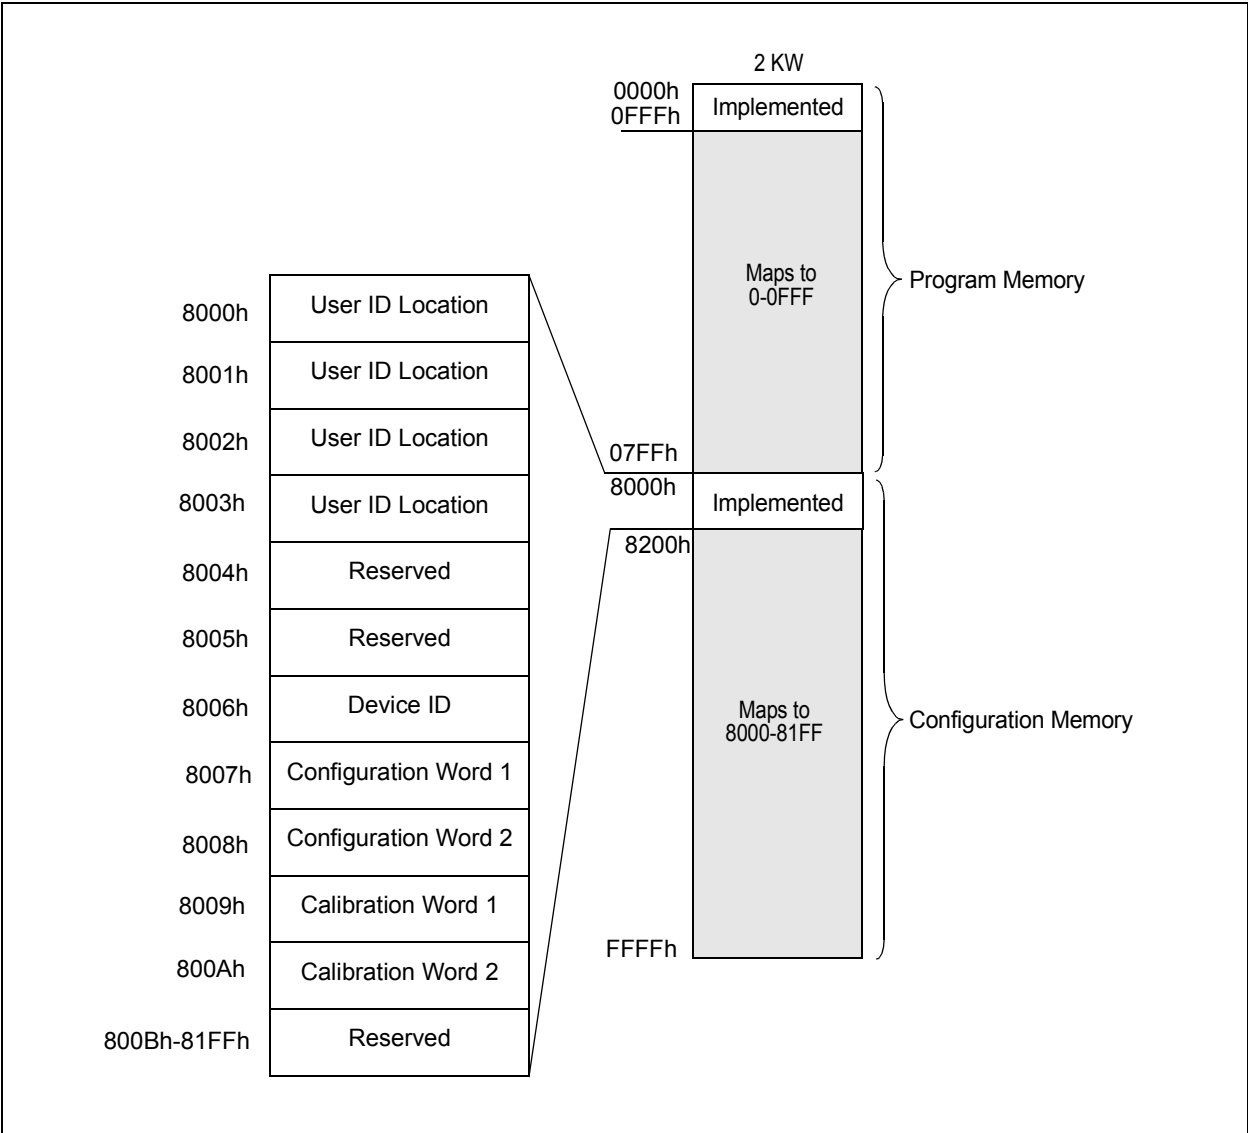 2 KW
0000h
0FFFh
Implemented
Maps to
0-0FFF
Program Memory
07FFh
8000h
Implemented
8200h
Maps to
8000-81FF
Configuration Memory
FFFFh
8000h User ID Location
8001h User ID Location
8002h User ID Location
8003h User ID Location
8004h Reserved
8005h Reserved
8006h Device ID
8007h Configuration Word 1
8008h Configuration Word 2
8009h Calibration Word 1
800Ah Calibration Word 2
800Bh-81FFh Reserved